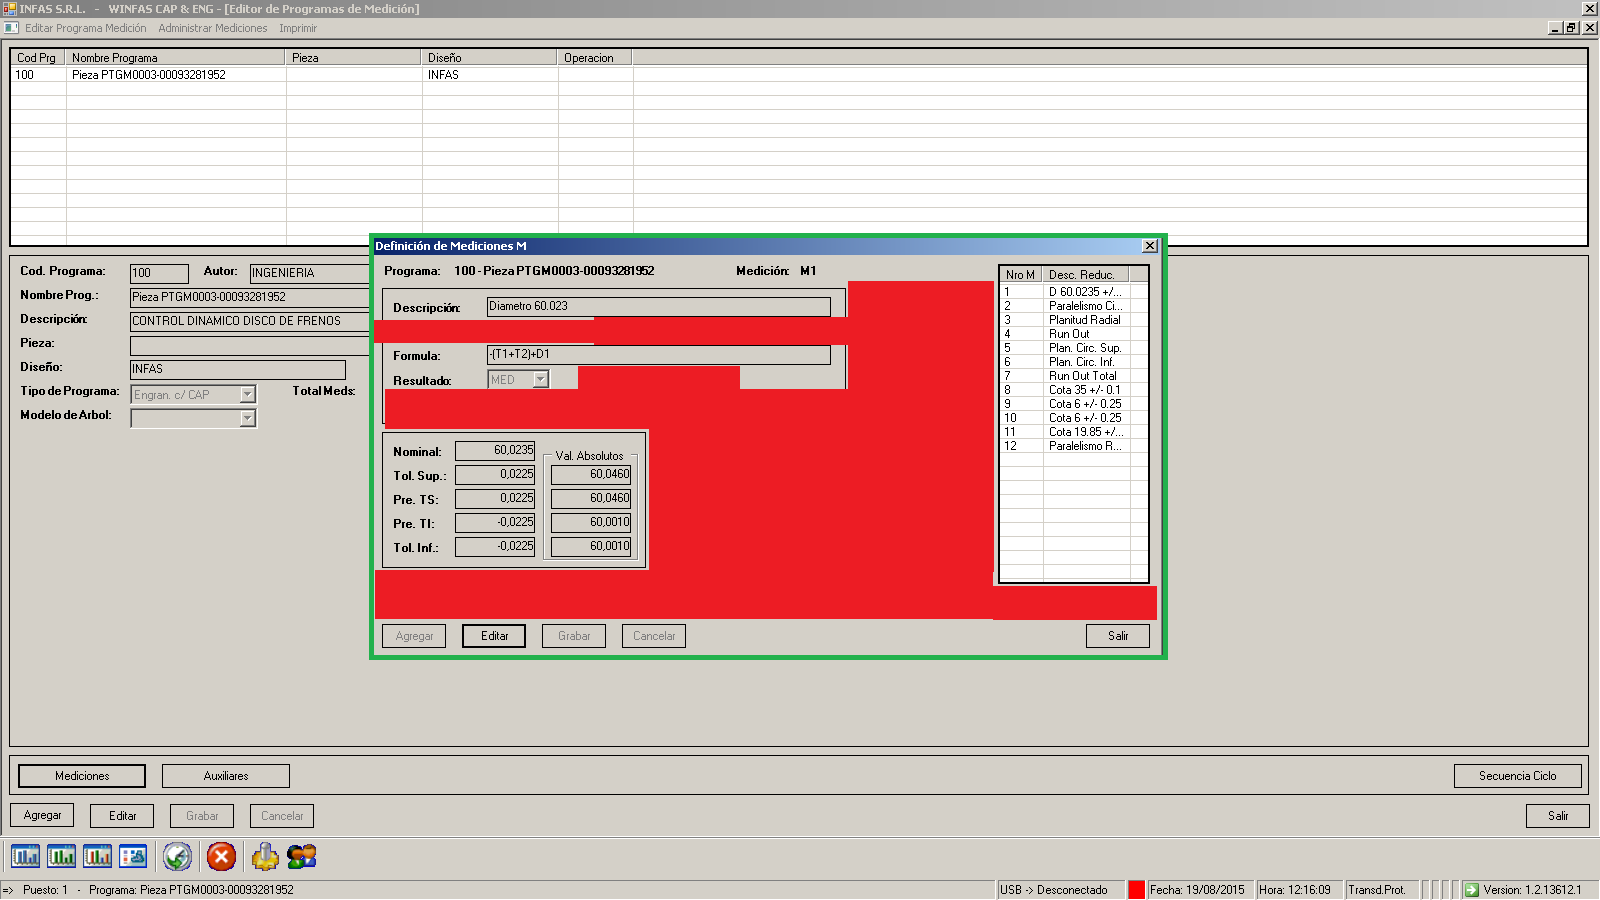 INFAS S.R.L. - WINFAS CAP & ENG - [Editor de Programas de Medición]
Editar Programa Medición Administrar Mediciones Imprimir
Cod Prg Nombre Programa Pieza Diseño Operacion
100 Pieza PTGM0003-00093281952 INFAS
Definición de Mediciones M
Cod. Programa: 100 Autor: INGENIERIA
Nombre Prog.: Pieza PTGM0003-00093281952
Descripción: CONTROL DINAMICO DISCO DE FRENOS
Pieza:
Diseño: INFAS
Tipo de Programa: Engran. c/ CAP Total Meds:
Modelo de Arbol:
Programa: 100 - Pieza PTGM0003-00093281952 Medición: M1
Descripción: Diametro 60.023
Formula: -(T1+T2)+D1
Resultado: MED
Nominal: 60,0235 Val. Absolutos
Tol. Sup.: 0,0225 60,0460
Pre. TS: 0,0225 60,0460
Pre. TI: -0,0225 60,0010
Tol. Inf.: -0,0225 60,0010
Nro M Desc. Reduc.
1 D 60.0235 +/...
2 Paralelismo Ci...
3 Planitud Radial
4 Run Out
5 Plan. Circ. Sup.
6 Plan. Circ. Inf.
7 Run Out Total
8 Cota 35 +/- 0.1
9 Cota 6 +/- 0.25
10 Cota 6 +/- 0.25
11 Cota 19.85 +/...
12 Paralelismo R...
Agregar Editar Grabar Cancelar Salir
Mediciones Auxiliares Secuencia Ciclo
Agregar Editar Grabar Cancelar Salir
=> Puesto: 1 - Programa: Pieza PTGM0003-00093281952 USB -> Desconectado Fecha: 19/08/2015 Hora: 12:16:09 Transd.Prot. Version: 1.2.13612.1